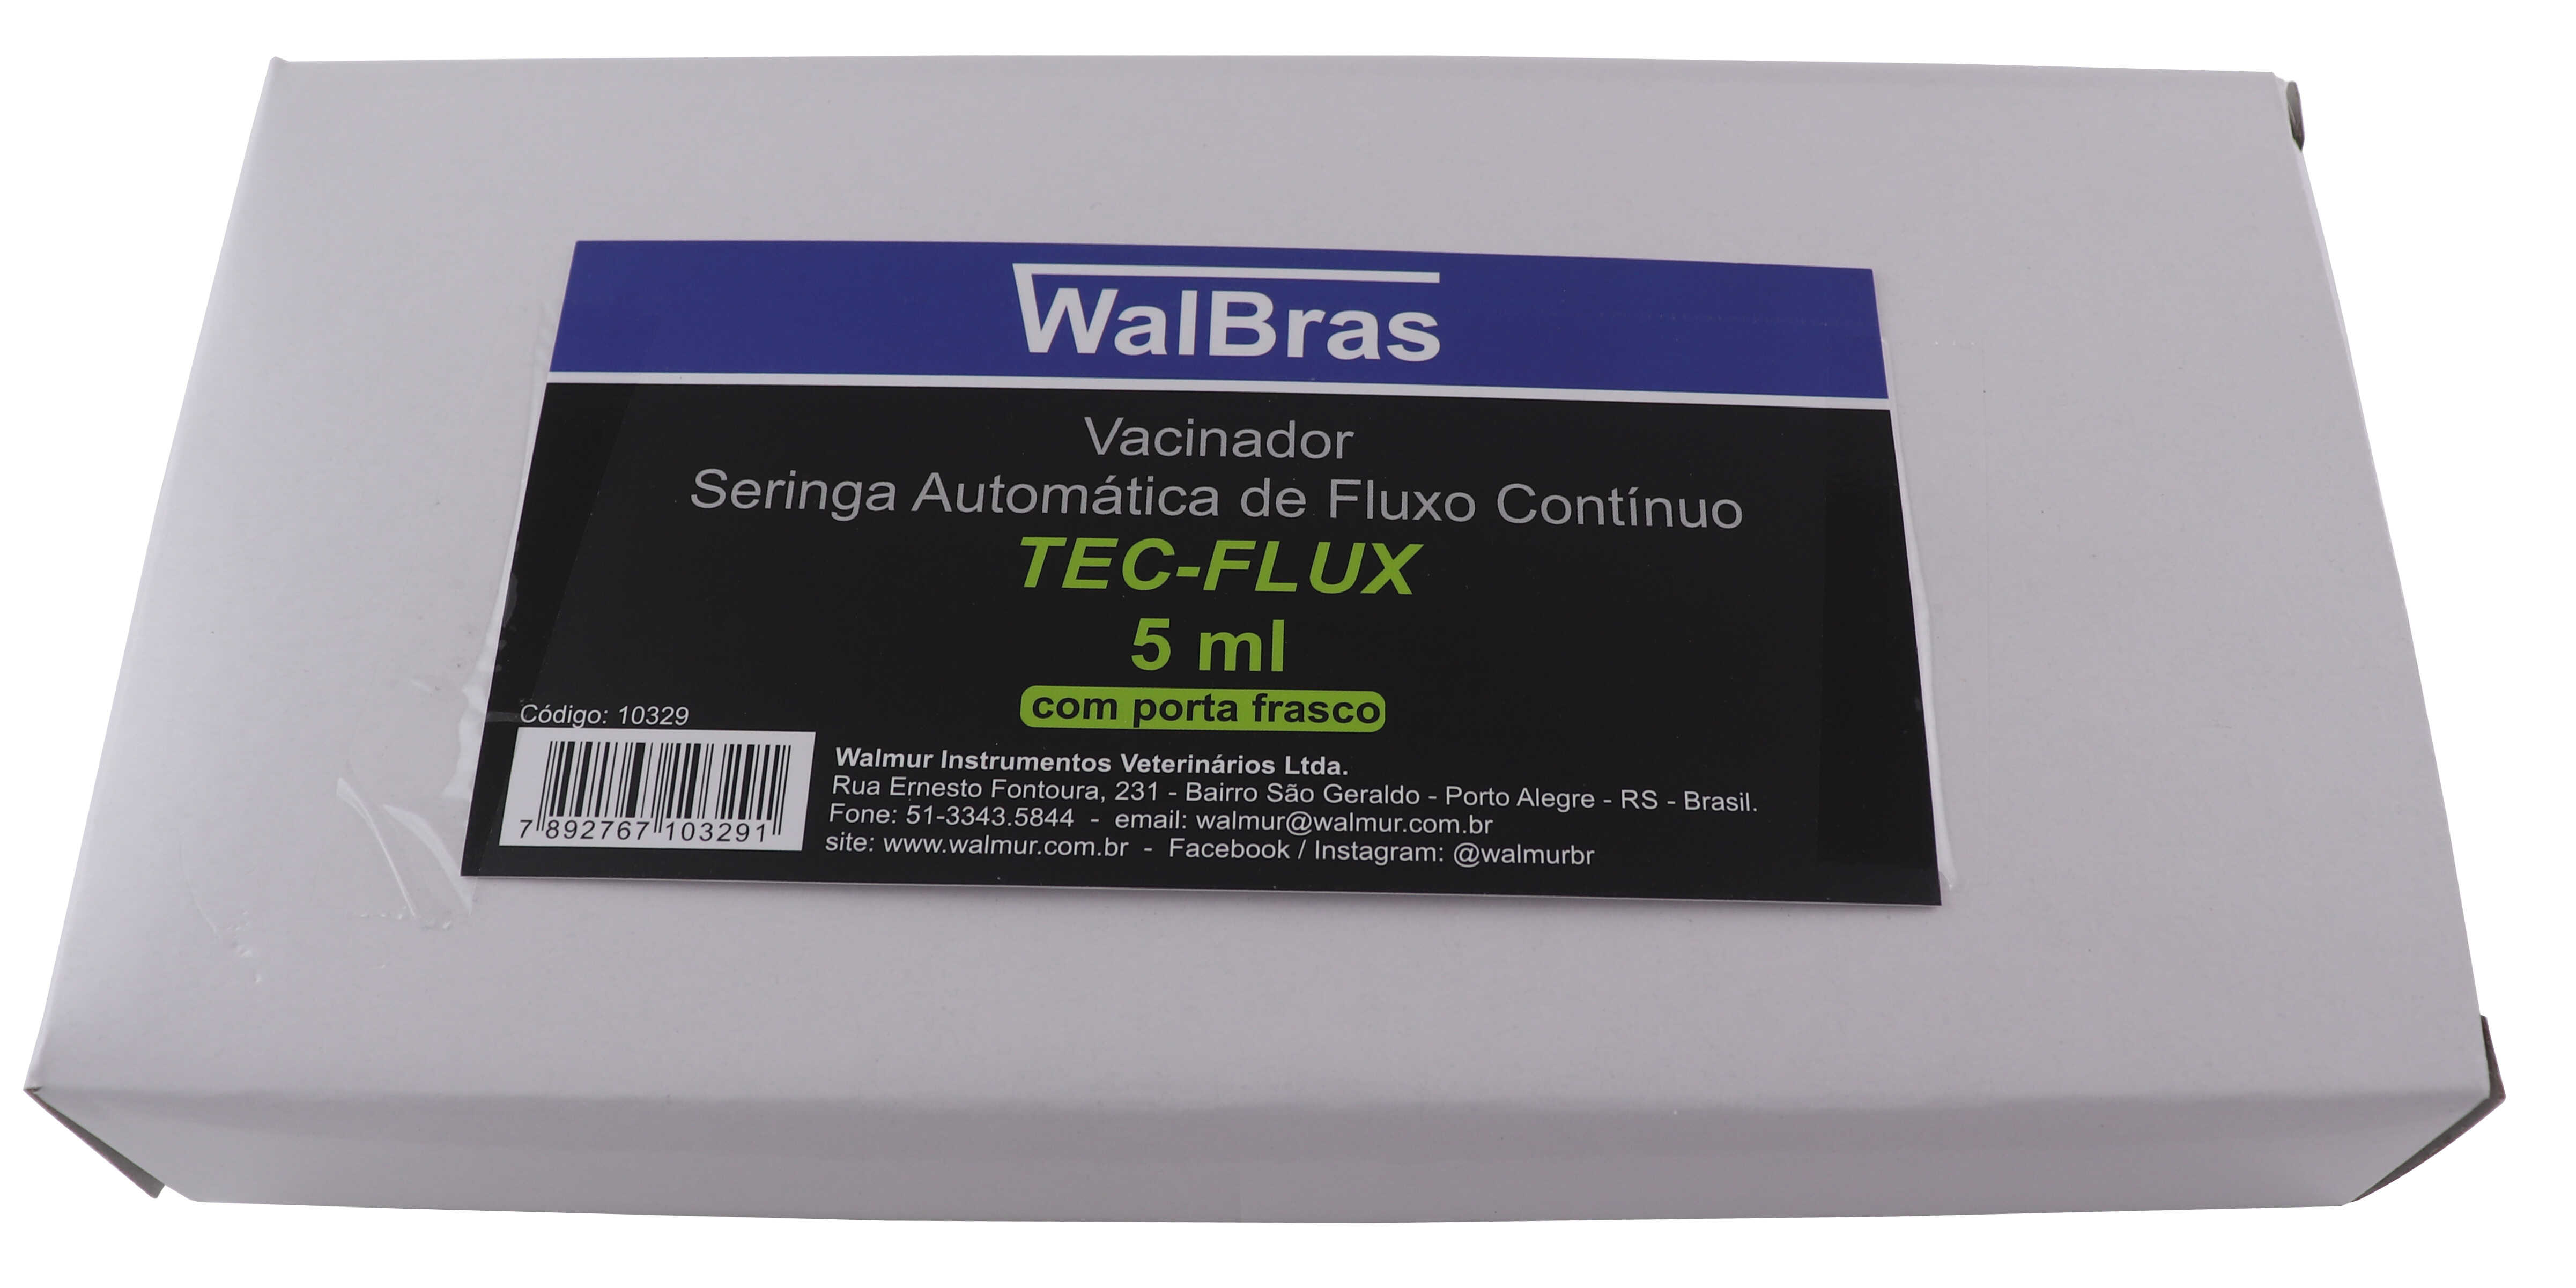 WalBras
Vacinador
Seringa Automática de Fluxo Contínuo
TEC-FLUX
5 ml
com porta frasco
Código: 10329
7 892767 103291
Walmur Instrumentos Veterinários Ltda.
Rua Ernesto Fontoura, 231 - Bairro São Geraldo - Porto Alegre - RS - Brasil.
Fone: 51-3343.5844 - email: walmur@walmur.com.br
site: www.walmur.com.br - Facebook / Instagram: @walmurbr